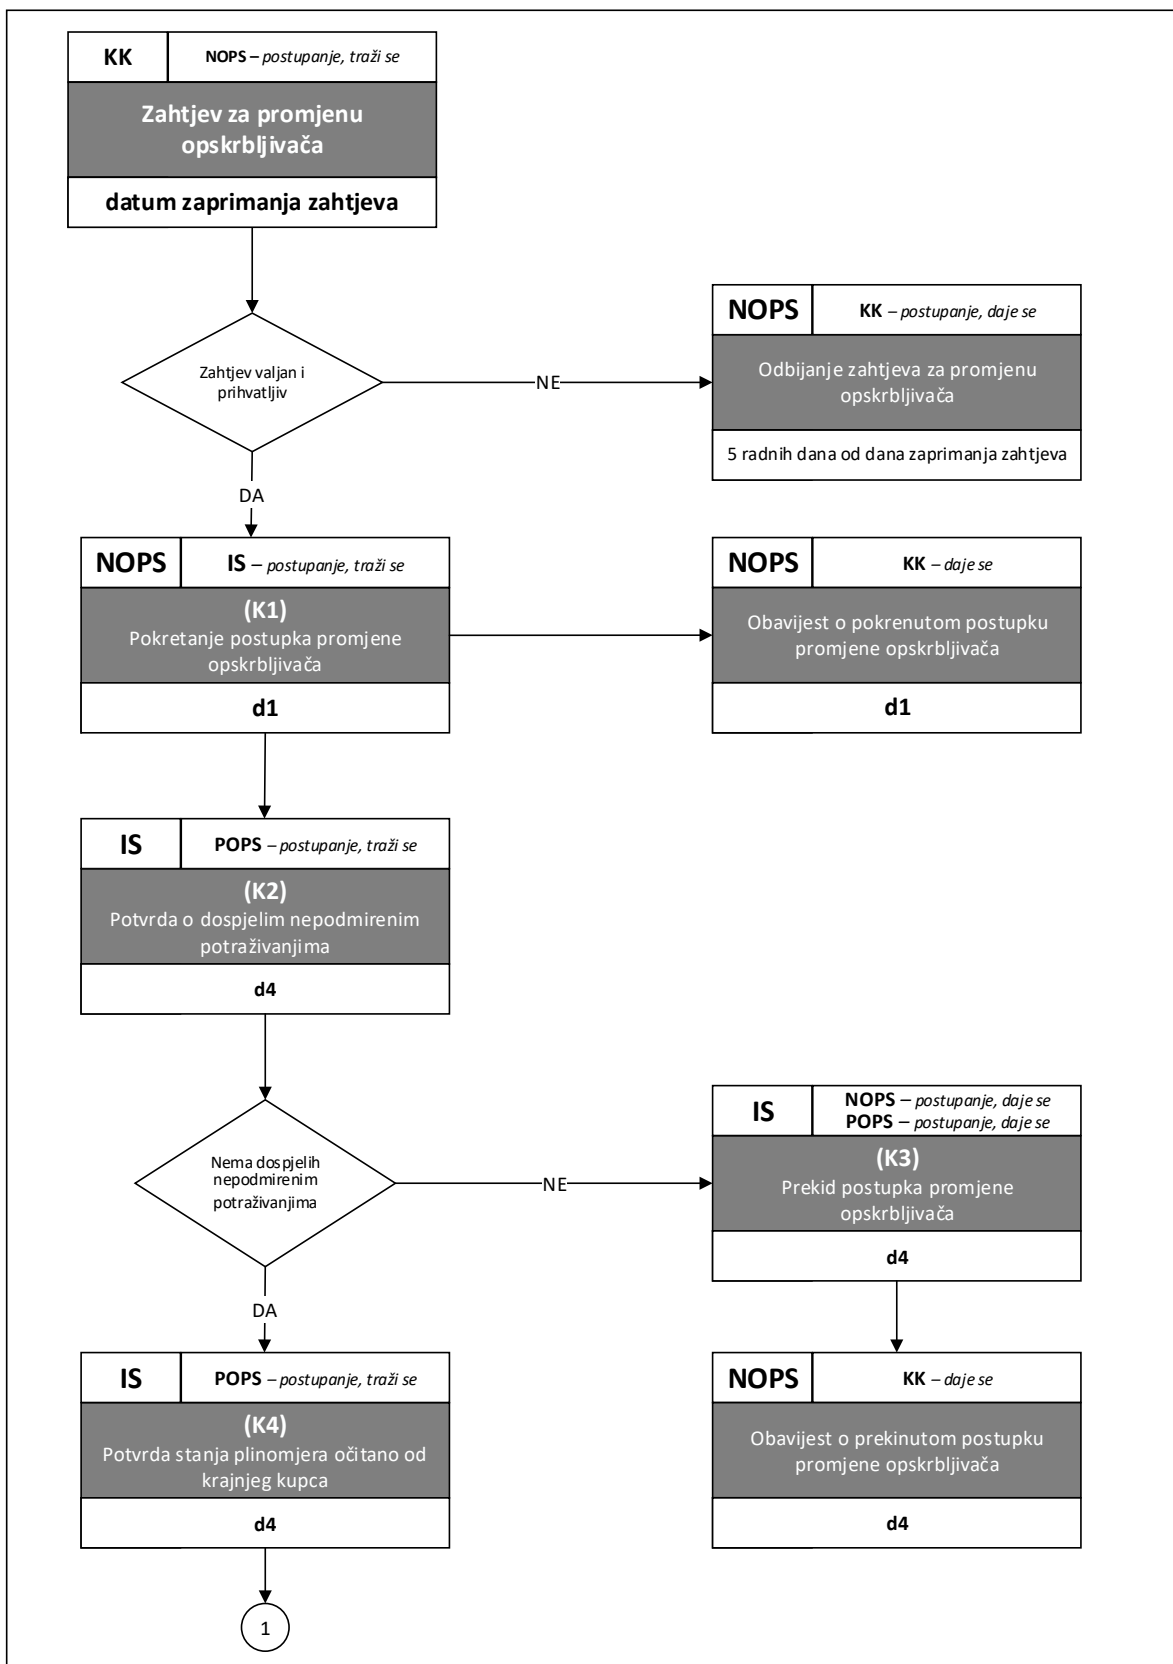 KK
NOPS – postupanje, traži se
Zahtjev za promjenu
opskrbljivača
datum zaprimanja zahtjeva
Zahtjev valjan i
prihvatljiv
NE
NOPS
KK – postupanje, daje se
Odbijanje zahtjeva za promjenu
opskrbljivača
5 radnih dana od dana zaprimanja zahtjeva
DA
NOPS
IS – postupanje, traži se
(K1)
Pokretanje postupka promjene
opskrbljivača
d1
NOPS
KK – daje se
Obavijest o pokrenutom postupku
promjene opskrbljivača
d1
IS
POPS – postupanje, traži se
(K2)
Potvrda o dospjelim nepodmirenim
potraživanjima
d4
Nema dospjelih
nepodmirenim
potraživanjima
NE
IS
NOPS – postupanje, daje se
POPS – postupanje, daje se
(K3)
Prekid postupka promjene
opskrbljivača
d4
DA
IS
POPS – postupanje, traži se
(K4)
Potvrda stanja plinomjera očitano od
krajnjeg kupca
d4
NOPS
KK – daje se
Obavijest o prekinutom postupku
promjene opskrbljivača
d4
1